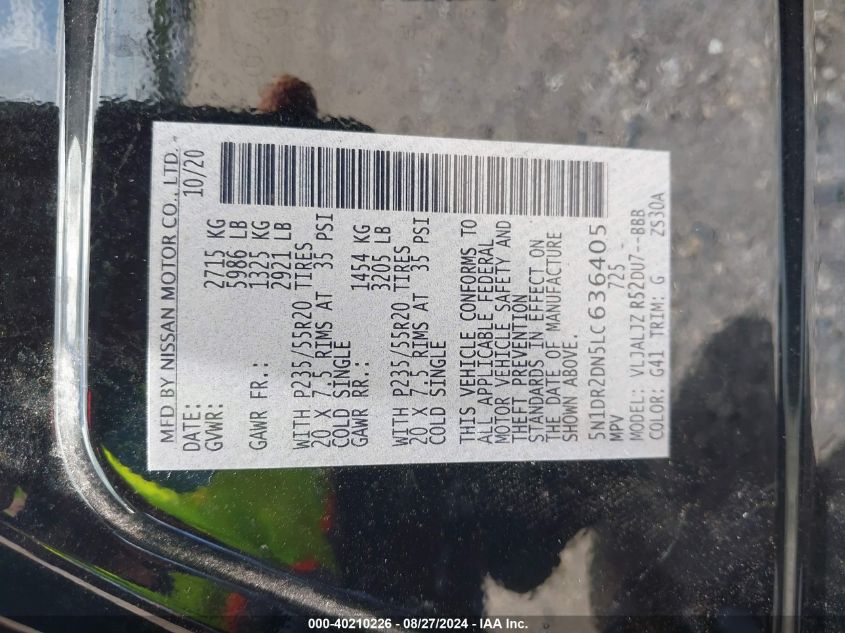 MFD BY NISSAN MOTOR CO., LTD.
DATE: 10/20
GVWR: 2715 KG
5986 LB
GAWR FR.: 1325 KG
2921 LB
WITH P235/55R20 TIRES
20 X 7.5 RIMS AT 35 PSI
COLD SINGLE
GAWR RR.: 1454 KG
3205 LB
WITH P235/55R20 TIRES
20 X 7.5 RIMS AT 35 PSI
COLD SINGLE
THIS VEHICLE CONFORMS TO
ALL APPLICABLE FEDERAL
MOTOR VEHICLE SAFETY AND
THEFT PREVENTION
STANDARDS IN EFFECT ON
THE DATE OF MANUFACTURE
SHOWN ABOVE.
5N1DR2DN5LC636405
MPV 725 -
MODEL: VLJALJZ R52DU7--BBB
COLOR: G41 TRIM: G ZS30A
000-40210226 - 08/27/2024 - IAA Inc.